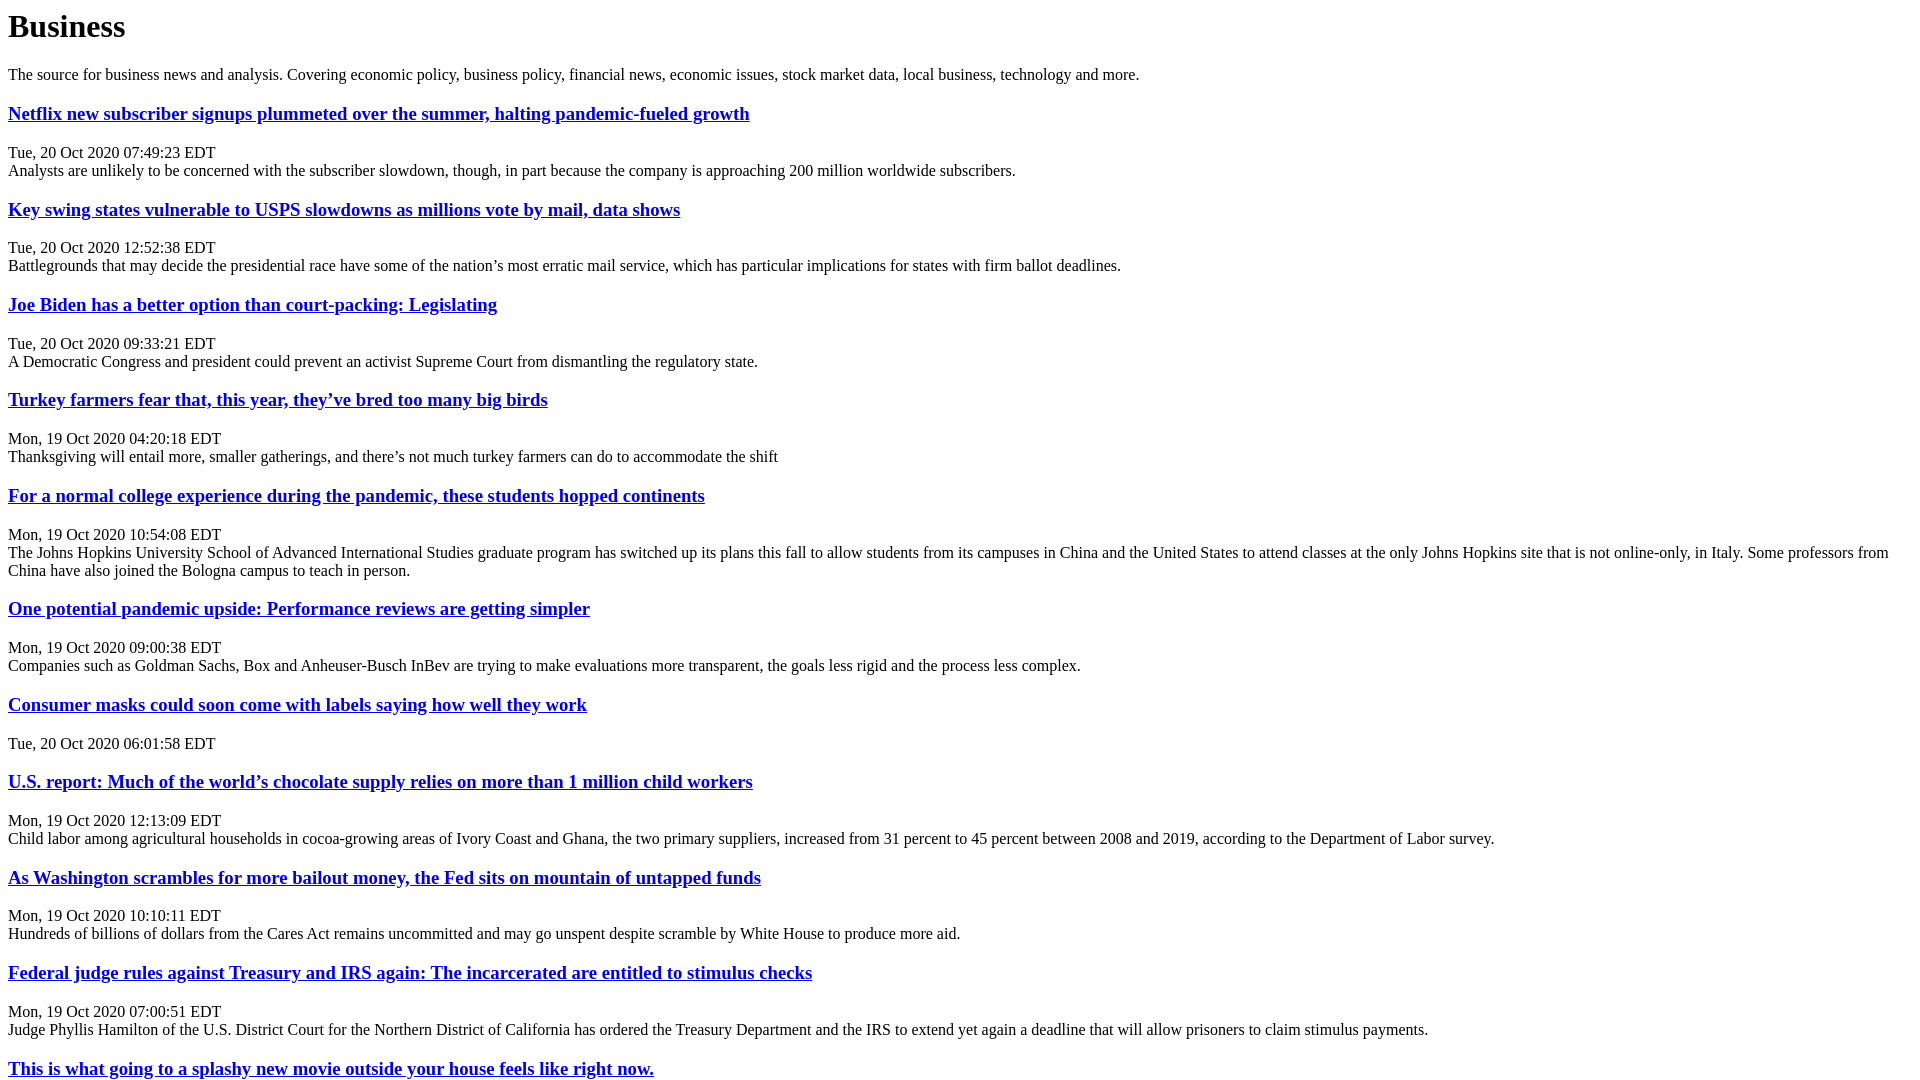 Business
The source for business news and analysis. Covering economic policy, business policy, financial news, economic issues, stock market data, local business, technology and more.
Netflix new subscriber signups plummeted over the summer, halting pandemic-fueled growth
Tue, 20 Oct 2020 07:49:23 EDT
Analysts are unlikely to be concerned with the subscriber slowdown, though, in part because the company is approaching 200 million worldwide subscribers.
Key swing states vulnerable to USPS slowdowns as millions vote by mail, data shows
Tue, 20 Oct 2020 12:52:38 EDT
Battlegrounds that may decide the presidential race have some of the nation’s most erratic mail service, which has particular implications for states with firm ballot deadlines.
Joe Biden has a better option than court-packing: Legislating
Tue, 20 Oct 2020 09:33:21 EDT
A Democratic Congress and president could prevent an activist Supreme Court from dismantling the regulatory state.
Turkey farmers fear that, this year, they’ve bred too many big birds
Mon, 19 Oct 2020 04:20:18 EDT
Thanksgiving will entail more, smaller gatherings, and there’s not much turkey farmers can do to accommodate the shift
For a normal college experience during the pandemic, these students hopped continents
Mon, 19 Oct 2020 10:54:08 EDT
The Johns Hopkins University School of Advanced International Studies graduate program has switched up its plans this fall to allow students from its campuses in China and the United States to attend classes at the only Johns Hopkins site that is not online-only, in Italy. Some professors from
China have also joined the Bologna campus to teach in person.
One potential pandemic upside: Performance reviews are getting simpler
Mon, 19 Oct 2020 09:00:38 EDT
Companies such as Goldman Sachs, Box and Anheuser-Busch InBev are trying to make evaluations more transparent, the goals less rigid and the process less complex.
Consumer masks could soon come with labels saying how well they work
Tue, 20 Oct 2020 06:01:58 EDT
U.S. report: Much of the world’s chocolate supply relies on more than 1 million child workers
Mon, 19 Oct 2020 12:13:09 EDT
Child labor among agricultural households in cocoa-growing areas of Ivory Coast and Ghana, the two primary suppliers, increased from 31 percent to 45 percent between 2008 and 2019, according to the Department of Labor survey.
As Washington scrambles for more bailout money, the Fed sits on mountain of untapped funds
Mon, 19 Oct 2020 10:10:11 EDT
Hundreds of billions of dollars from the Cares Act remains uncommitted and may go unspent despite scramble by White House to produce more aid.
Federal judge rules against Treasury and IRS again: The incarcerated are entitled to stimulus checks
Mon, 19 Oct 2020 07:00:51 EDT
Judge Phyllis Hamilton of the U.S. District Court for the Northern District of California has ordered the Treasury Department and the IRS to extend yet again a deadline that will allow prisoners to claim stimulus payments.
This is what going to a splashy new movie outside your house feels like right now.